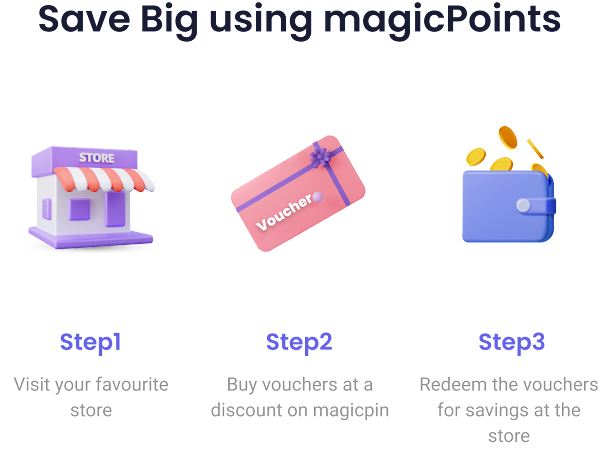 Save Big using magicPoints
STORE
Voucher
Step1
Visit your favourite
store
Step2
Buy vouchers at a
discount on magicpin
Step3
Redeem the vouchers
for savings at the
store